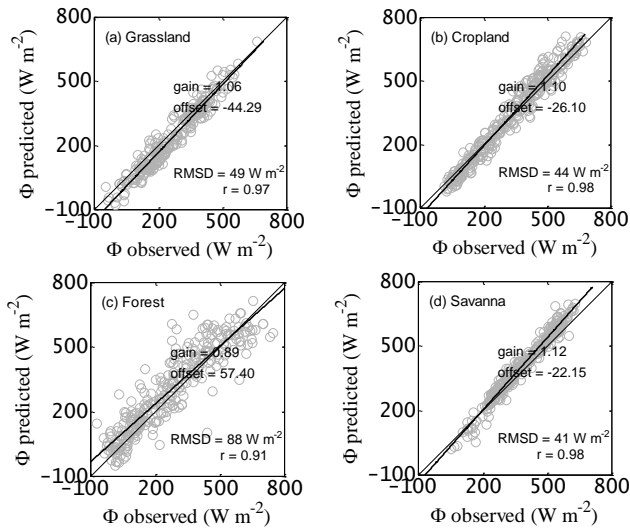 800
(a) Grassland
500
gain = 1.06
offset = -44.29
200
RMSD = 49 W m-2
r = 0.97
−100
−100 200 500 800
Φ predicted (W m-2)
Φ observed (W m-2)
800
(b) Cropland
500
gain = 1.10
offset = -26.10
200
RMSD = 44 W m-2
r = 0.98
−100
−100 200 500 800
Φ predicted (W m-2)
Φ observed (W m-2)
800
(c) Forest
500
gain = 0.89
offset = 57.40
200
RMSD = 88 W m-2
r = 0.91
−100
−100 200 500 800
Φ predicted (W m-2)
Φ observed (W m-2)
800
(d) Savanna
500
gain = 1.12
offset = -22.15
200
RMSD = 41 W m-2
r = 0.98
−100
−100 200 500 800
Φ predicted (W m-2)
Φ observed (W m-2)